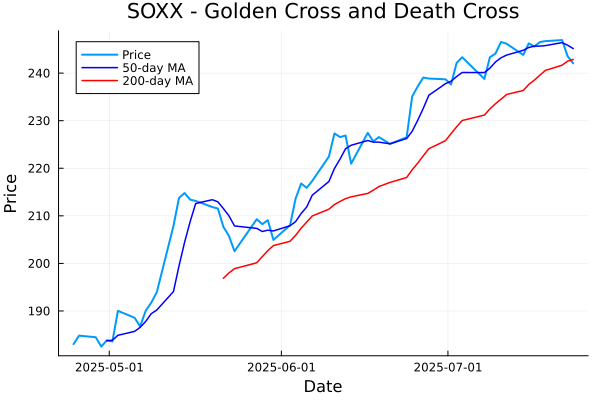 SOXX - Golden Cross and Death Cross
Price
50-day MA
200-day MA
240
230
220
210
200
190
Price
2025-05-01
2025-06-01
2025-07-01
Date